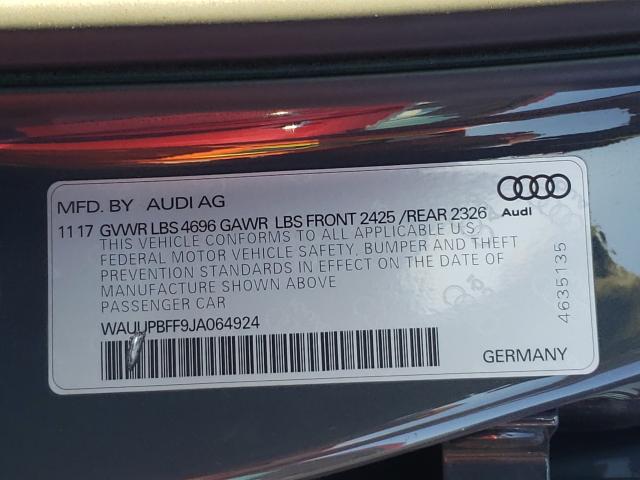 MFD. BY AUDI AG
Audi
11 17 GVWR LBS 4696 GAWR LBS FRONT 2425 /REAR 2326
THIS VEHICLE CONFORMS TO ALL APPLICABLE U.S.
FEDERAL MOTOR VEHICLE SAFETY, BUMPER AND THEFT
PREVENTION STANDARDS IN EFFECT ON THE DATE OF
MANUFACTURE SHOWN ABOVE
PASSENGER CAR
WAUUPBFF9JA064924
4635135
GERMANY